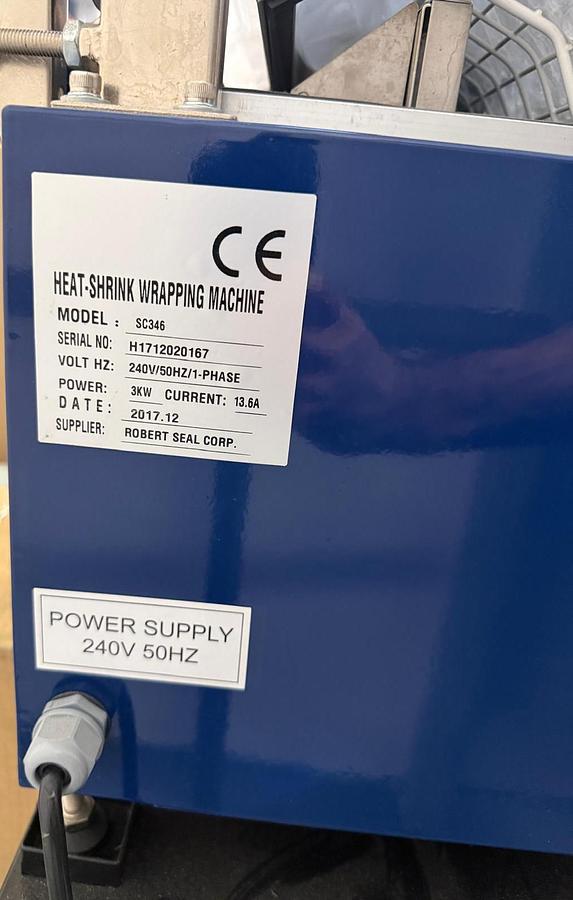 CE
HEAT-SHRINK WRAPPING MACHINE
MODEL : SC346
SERIAL NO: H1712020167
VOLT HZ: 240V/50HZ/1-PHASE
POWER: 3KW CURRENT: 13.6A
DATE: 2017.12
SUPPLIER: ROBERT SEAL CORP.
POWER SUPPLY
240V 50HZ